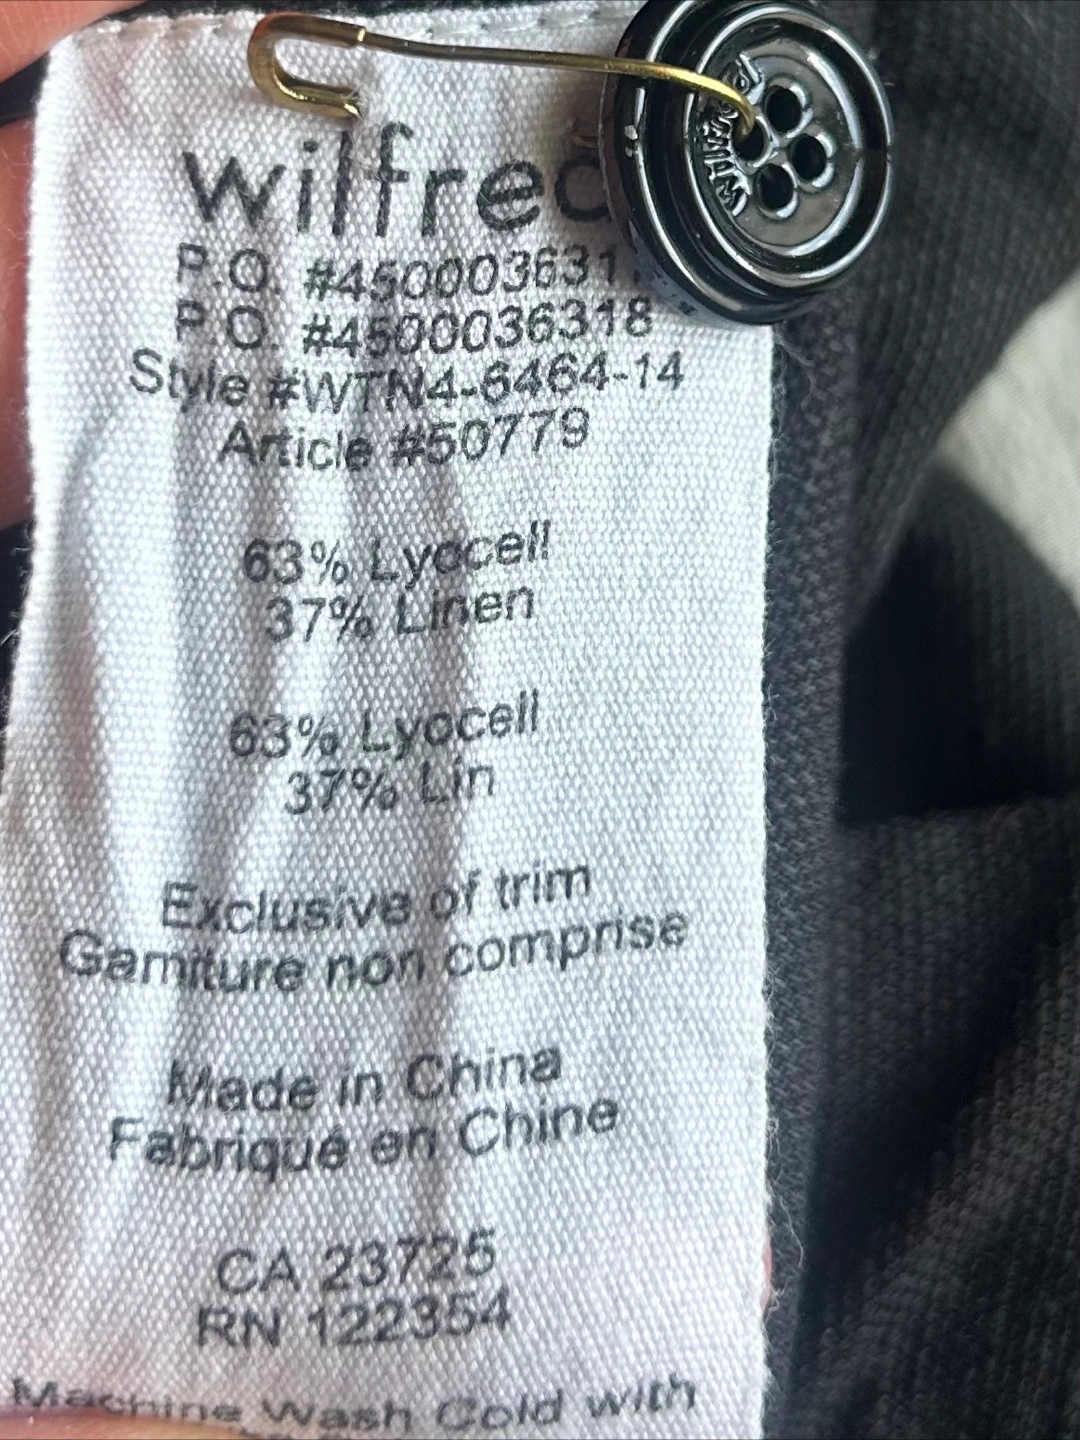 wilfred
P.O. #4500036317
P.O. #4500036318
Style #WTN4-6464-14
Article #50779
63% Lyocell
37% Linen
63% Lyocell
37% Lin
Exclusive of trim
Garniture non comprise
Made in China
Fabriqué en Chine
CA 23725
RN 122354
Machine Wash Cold with